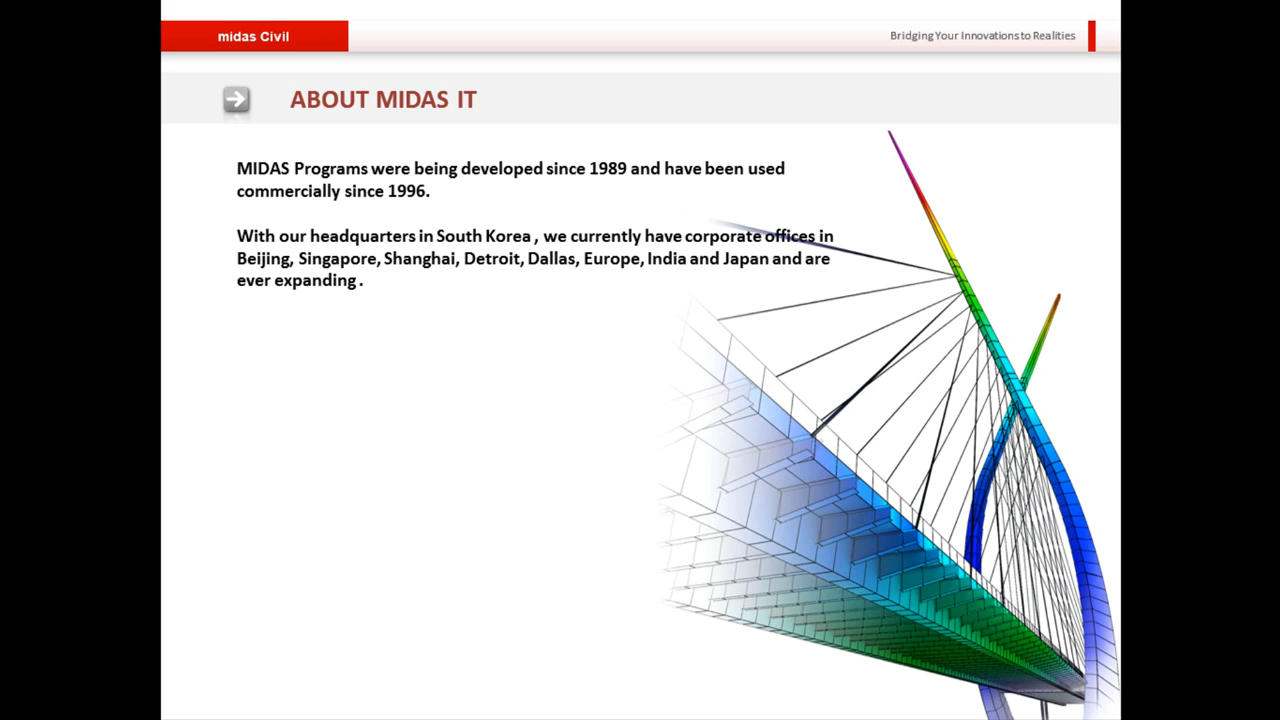 midas Civil
Bridging Your Innovations to Realities
ABOUT MIDAS IT
MIDAS Programs were being developed since 1989 and have been used
commercially since 1996.
With our headquarters in South Korea , we currently have corporate offices in
Beijing, Singapore, Shanghai, Detroit, Dallas, Europe, India and Japan and are
ever expanding .